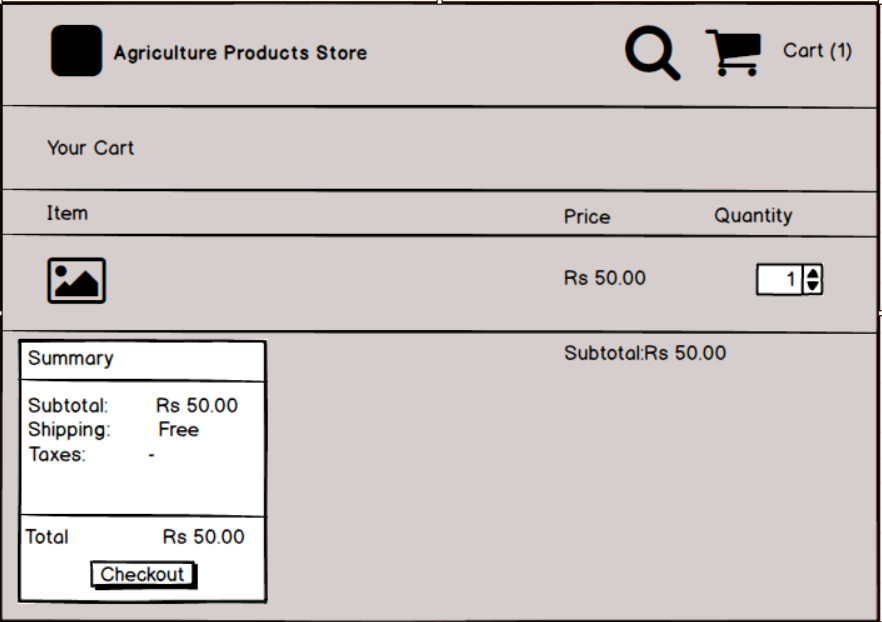 Agriculture Products Store
Cart (1)
Your Cart
Item Price Quantity
Rs 50.00 1
Subtotal:Rs 50.00
Summary
Subtotal: Rs 50.00
Shipping: Free
Taxes: -
Total Rs 50.00
Checkout